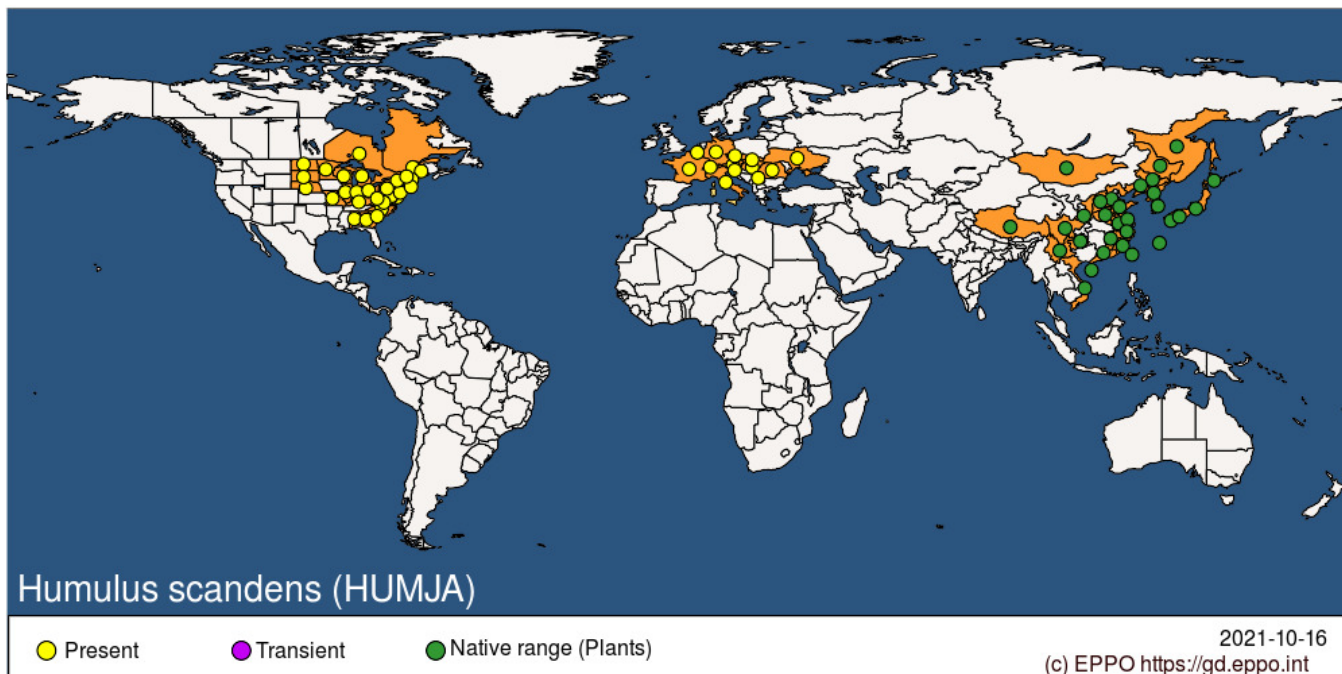 Humulus scandens (HUMJA)
Present
Transient
Native range (Plants)
2021-10-16
(c) EPPO https://gd.eppo.int